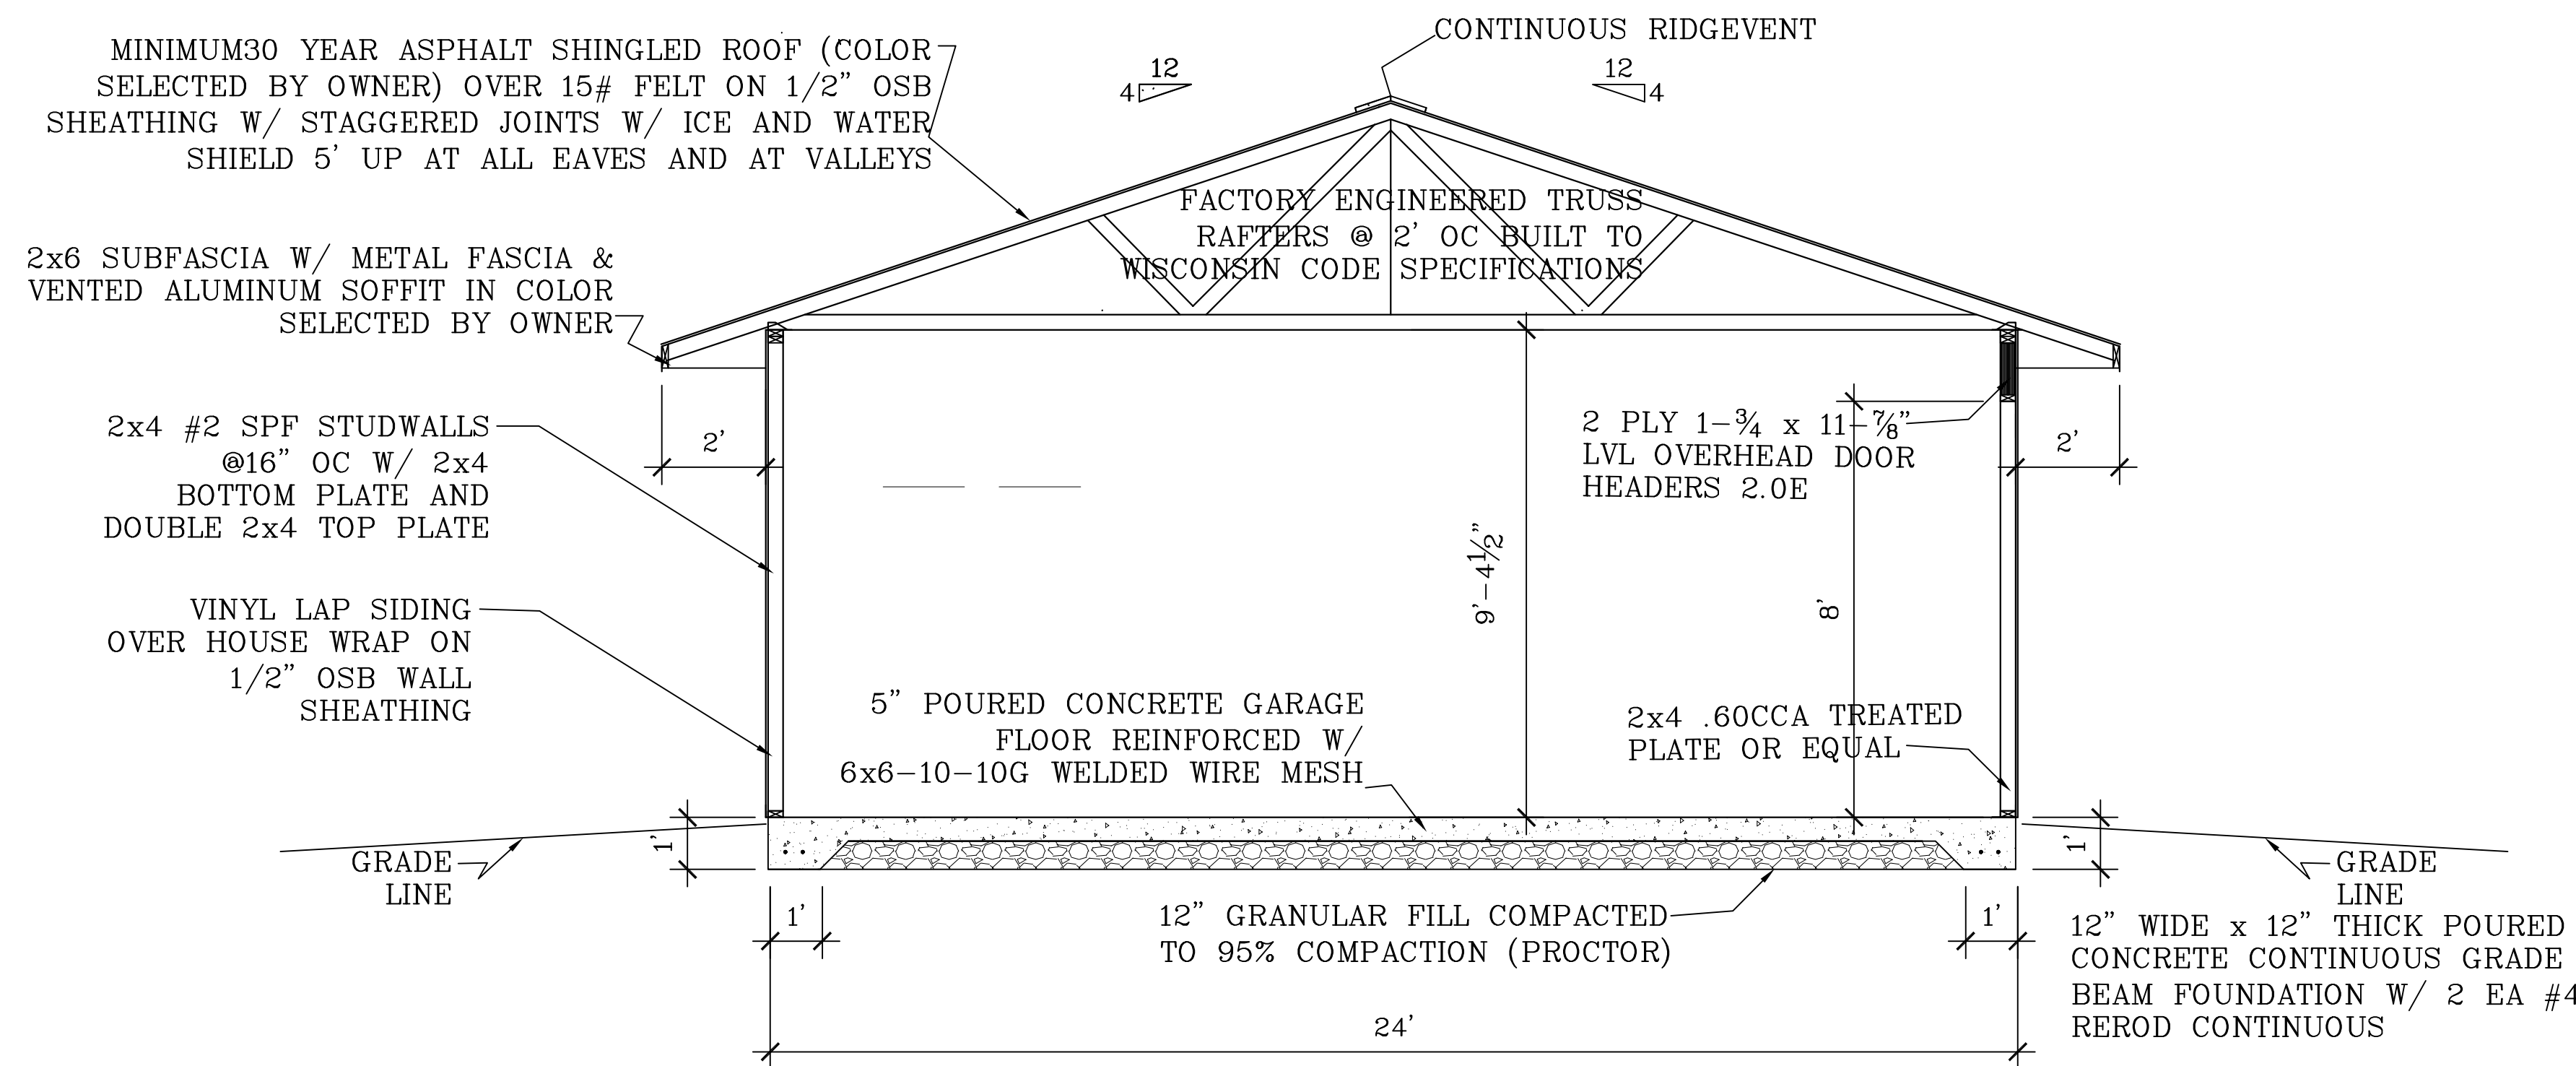 CONTINUOUS RIDGEVENT
MINIMUM30 YEAR ASPHALT SHINGLED ROOF (COLOR
SELECTED BY OWNER) OVER 15# FELT ON 1/2" OSB
SHEATHING W/ STAGGERED JOINTS W/ ICE AND WATER
SHIELD 5' UP AT ALL EAVES AND AT VALLEYS
12
4
12
4
FACTORY ENGINEERED TRUSS
RAFTERS @ 2' OC BUILT TO
WISCONSIN CODE SPECIFICATIONS
2x6 SUBFASCIA W/ METAL FASCIA &
VENTED ALUMINUM SOFFIT IN COLOR
SELECTED BY OWNER
2x4 #2 SPF STUDWALLS
@16" OC W/ 2x4
BOTTOM PLATE AND
DOUBLE 2x4 TOP PLATE
2'
2 PLY 1-¾ x 11-⅞"
LVL OVERHEAD DOOR
HEADERS 2.0E
2'
9'-4½"
8'
VINYL LAP SIDING
OVER HOUSE WRAP ON
1/2" OSB WALL
SHEATHING
5" POURED CONCRETE GARAGE
FLOOR REINFORCED W/
6x6-10-10G WELDED WIRE MESH
2x4 .60CCA TREATED
PLATE OR EQUAL
1'
1'
GRADE
LINE
GRADE
LINE
1'
12" GRANULAR FILL COMPACTED
TO 95% COMPACTION (PROCTOR)
1'
12" WIDE x 12" THICK POURED
CONCRETE CONTINUOUS GRADE
BEAM FOUNDATION W/ 2 EA #4
REROD CONTINUOUS
24'